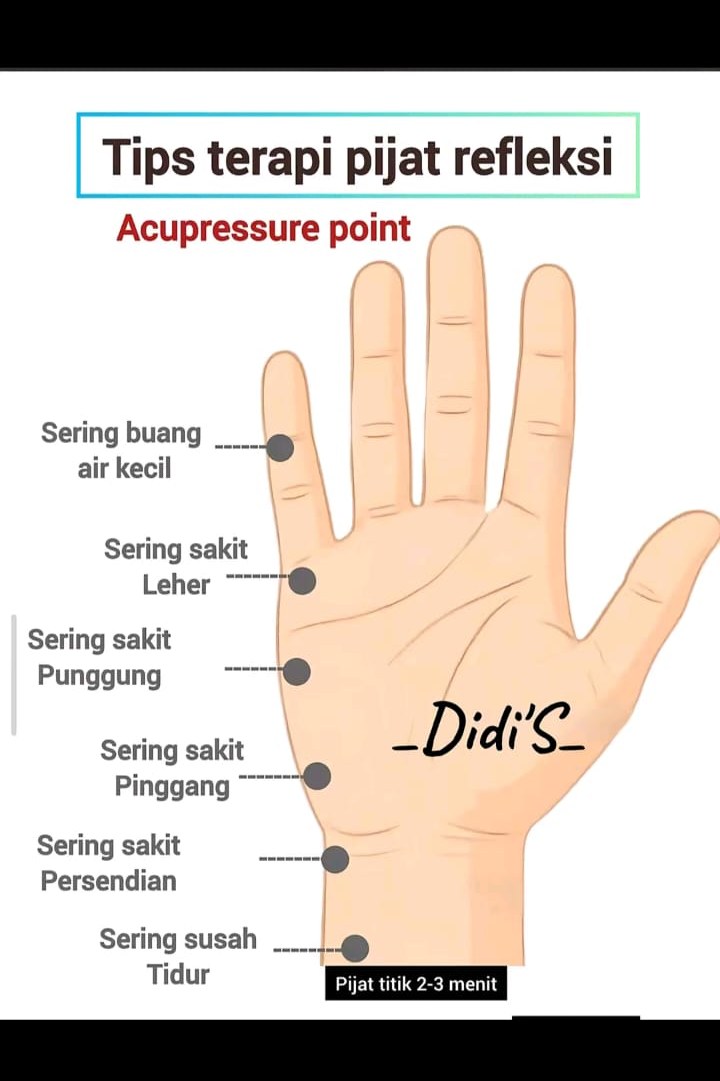 Tips terapi pijat refleksi
Acupressure point
Sering buang
air kecil
Sering sakit
Leher
Sering sakit
Punggung
_Didi'S_
Sering sakit
Pinggang
Sering sakit
Persendian
Sering susah
Tidur
Pijat titik 2-3 menit